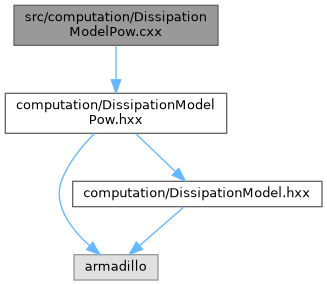 src/computation/Dissipation
ModelPow.cxx
computation/DissipationModel
Pow.hxx
computation/DissipationModel.hxx
armadillo